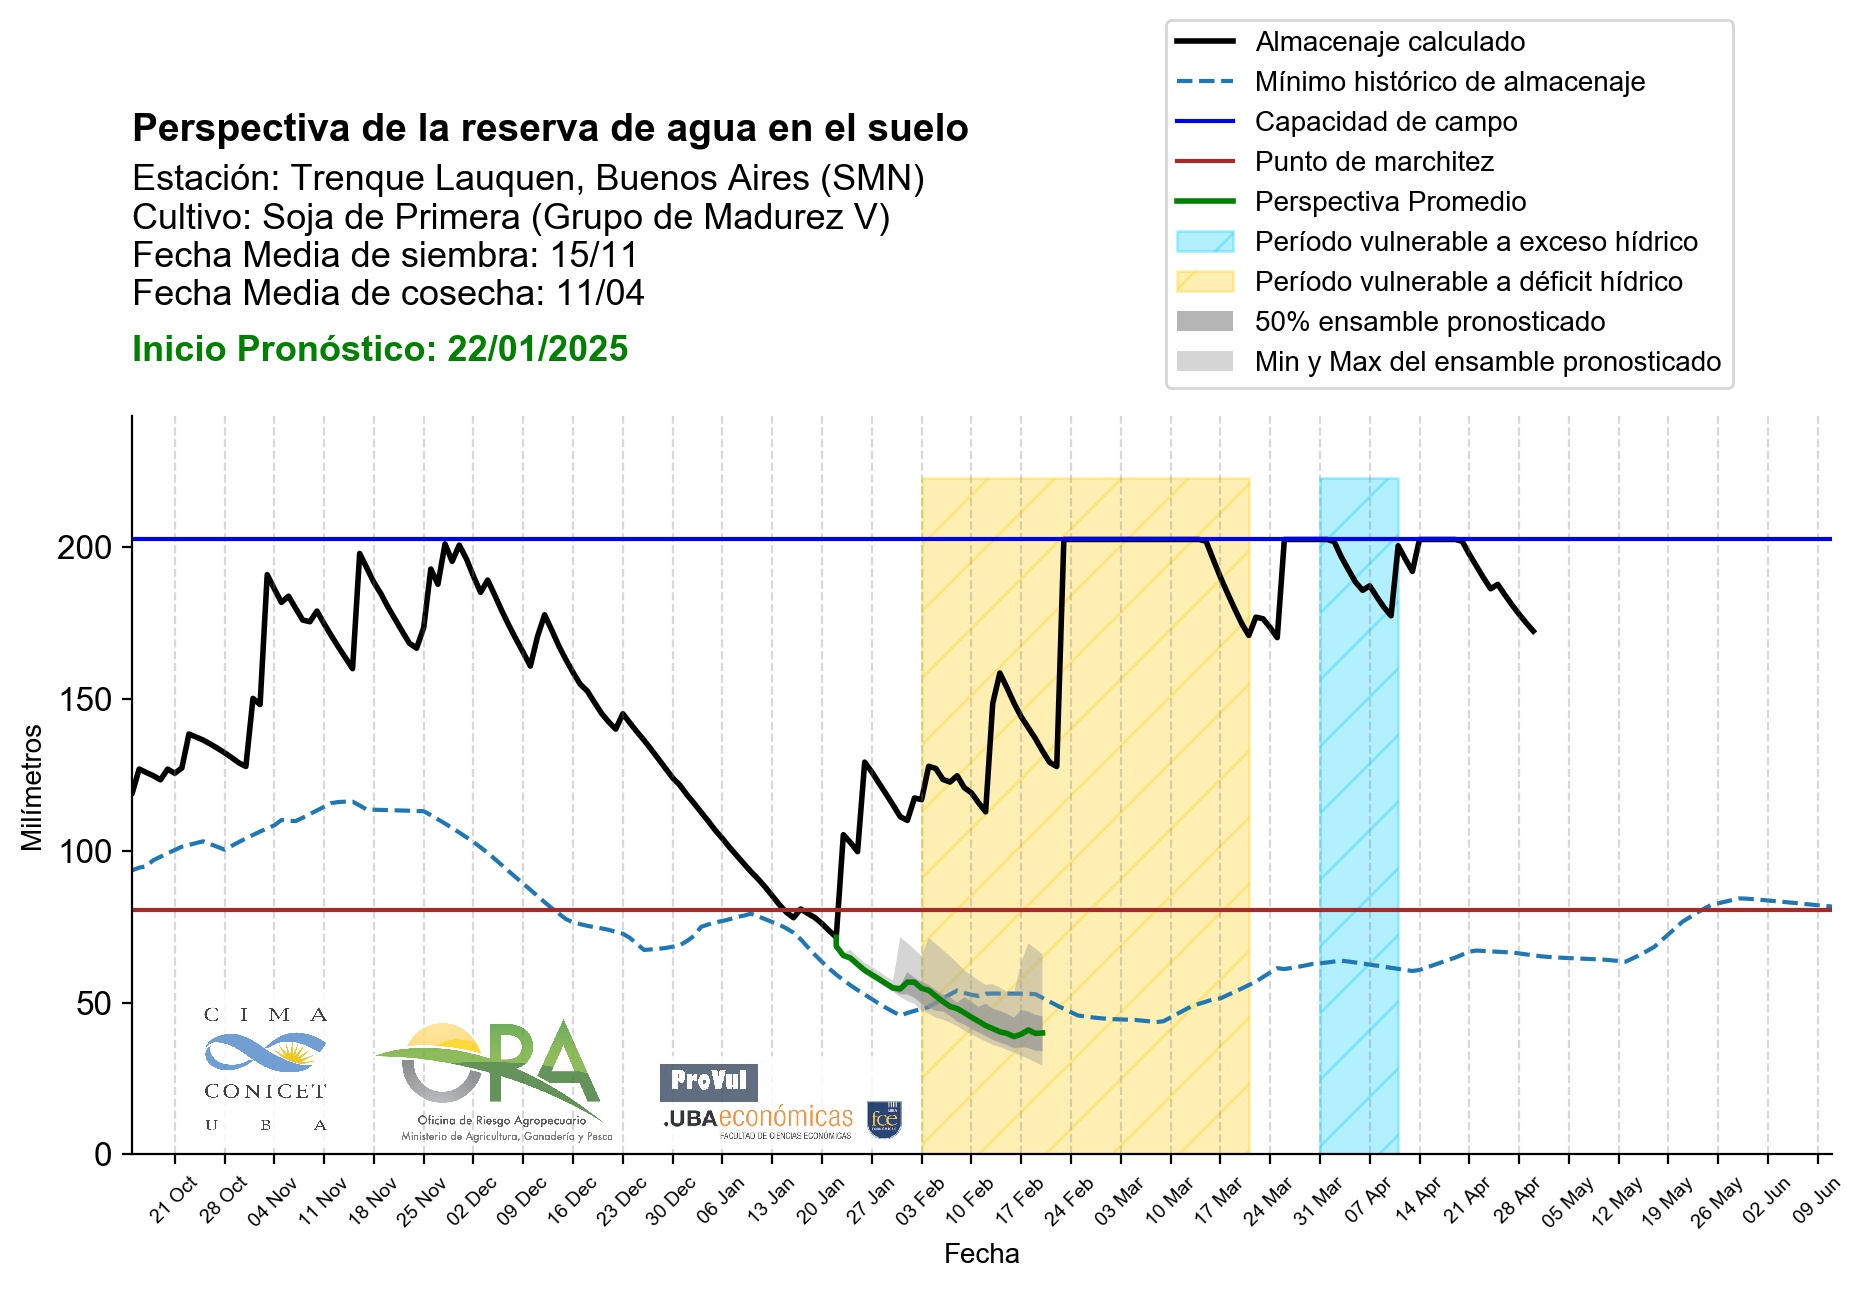 Almacenaje calculado
Mínimo histórico de almacenaje
Capacidad de campo
Punto de marchitez
Perspectiva Promedio
Período vulnerable a exceso hídrico
Período vulnerable a déficit hídrico
50% ensamble pronosticado
Min y Max del ensamble pronosticado
Perspectiva de la reserva de agua en el suelo
Estación: Trenque Lauquen, Buenos Aires (SMN)
Cultivo: Soja de Primera (Grupo de Madurez V)
Fecha Media de siembra: 15/11
Fecha Media de cosecha: 11/04
Inicio Pronóstico: 22/01/2025
Milímetros
200
150
100
50
0
C I M A
CONICET
U B A
ORA
Oficina de Riesgo Agropecuario
Ministerio de Agricultura, Ganadería y Pesca
ProVul
.UBAeconómicas
FACULTAD DE CIENCIAS ECONÓMICAS
UBA
fce
ECONÓMICAS
21 Oct
28 Oct
04 Nov
11 Nov
18 Nov
25 Nov
02 Dec
09 Dec
16 Dec
23 Dec
30 Dec
06 Jan
13 Jan
20 Jan
27 Jan
03 Feb
10 Feb
17 Feb
24 Feb
03 Mar
10 Mar
17 Mar
24 Mar
31 Mar
07 Apr
14 Apr
21 Apr
28 Apr
05 May
12 May
19 May
26 May
02 Jun
09 Jun
Fecha